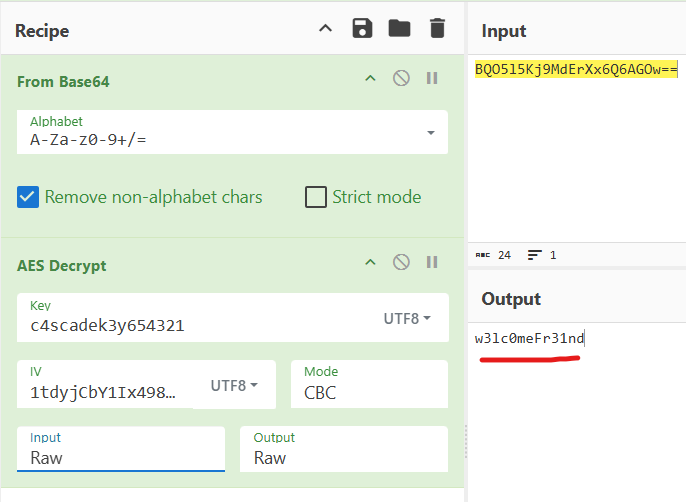 Recipe
From Base64
Alphabet
A-Za-z0-9+/=
Remove non-alphabet chars
Strict mode
AES Decrypt
Key
c4scadek3y654321
UTF8
IV
1tdyjCbY1Ix498…
UTF8
Mode
CBC
Input
Raw
Output
Raw
Input
BQO515Kj9MdErXx6Q6AGOw==
ABC 24
1
Output
w3lc0meFr31nd